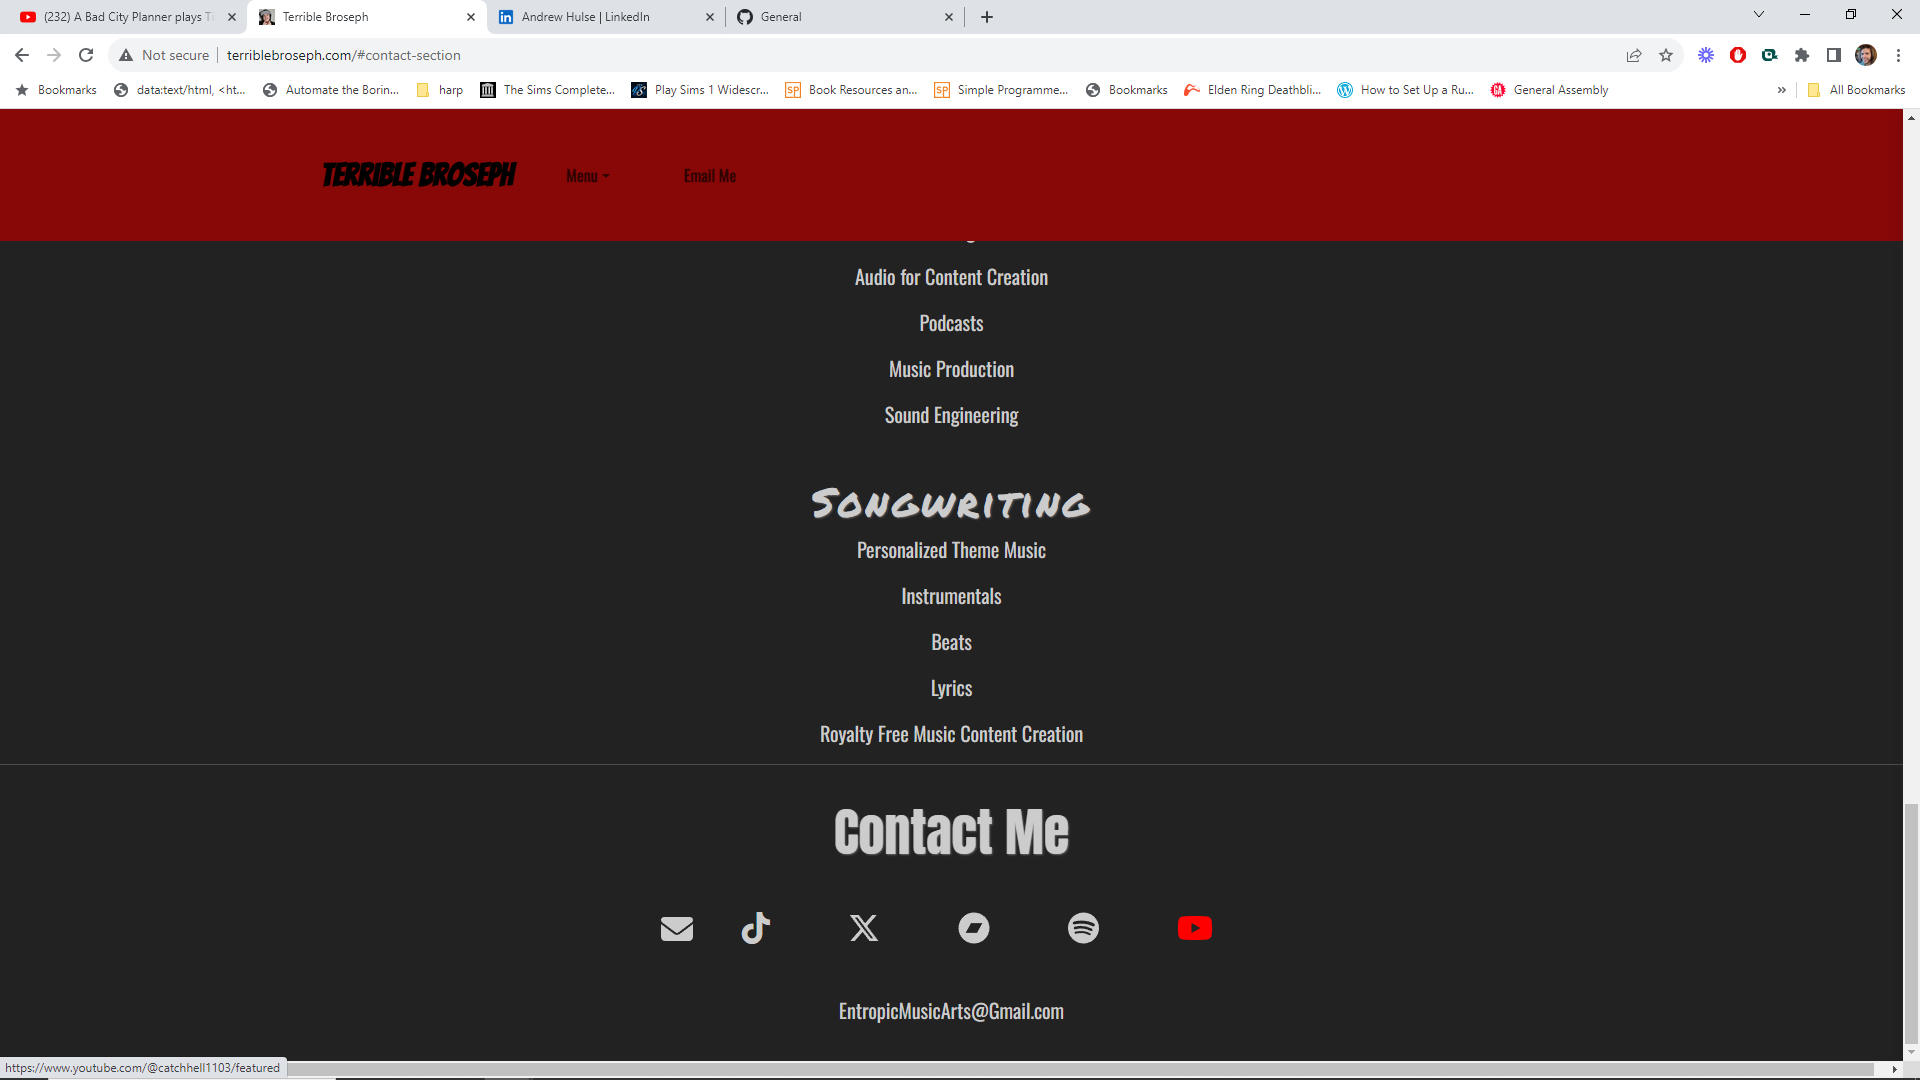 (232) A Bad City Planner plays Ti
Terrible Broseph
Andrew Hulse | LinkedIn
General
Not secure
terriblebroseph.com/#contact-section
Bookmarks
data:text/html, <ht...
Automate the Borin...
harp
The Sims Complete...
Play Sims 1 Widescr...
SP
Book Resources an...
SP
Simple Programme...
Bookmarks
Elden Ring Deathbli...
How to Set Up a Ru...
GA
General Assembly
»
All Bookmarks
TERRIBLE BROSEPH
Menu
Email Me
Audio for Content Creation
Podcasts
Music Production
Sound Engineering
Songwriting
Personalized Theme Music
Instrumentals
Beats
Lyrics
Royalty Free Music Content Creation
Contact Me
EntropicMusicArts@Gmail.com
https://www.youtube.com/@catchhell1103/featured